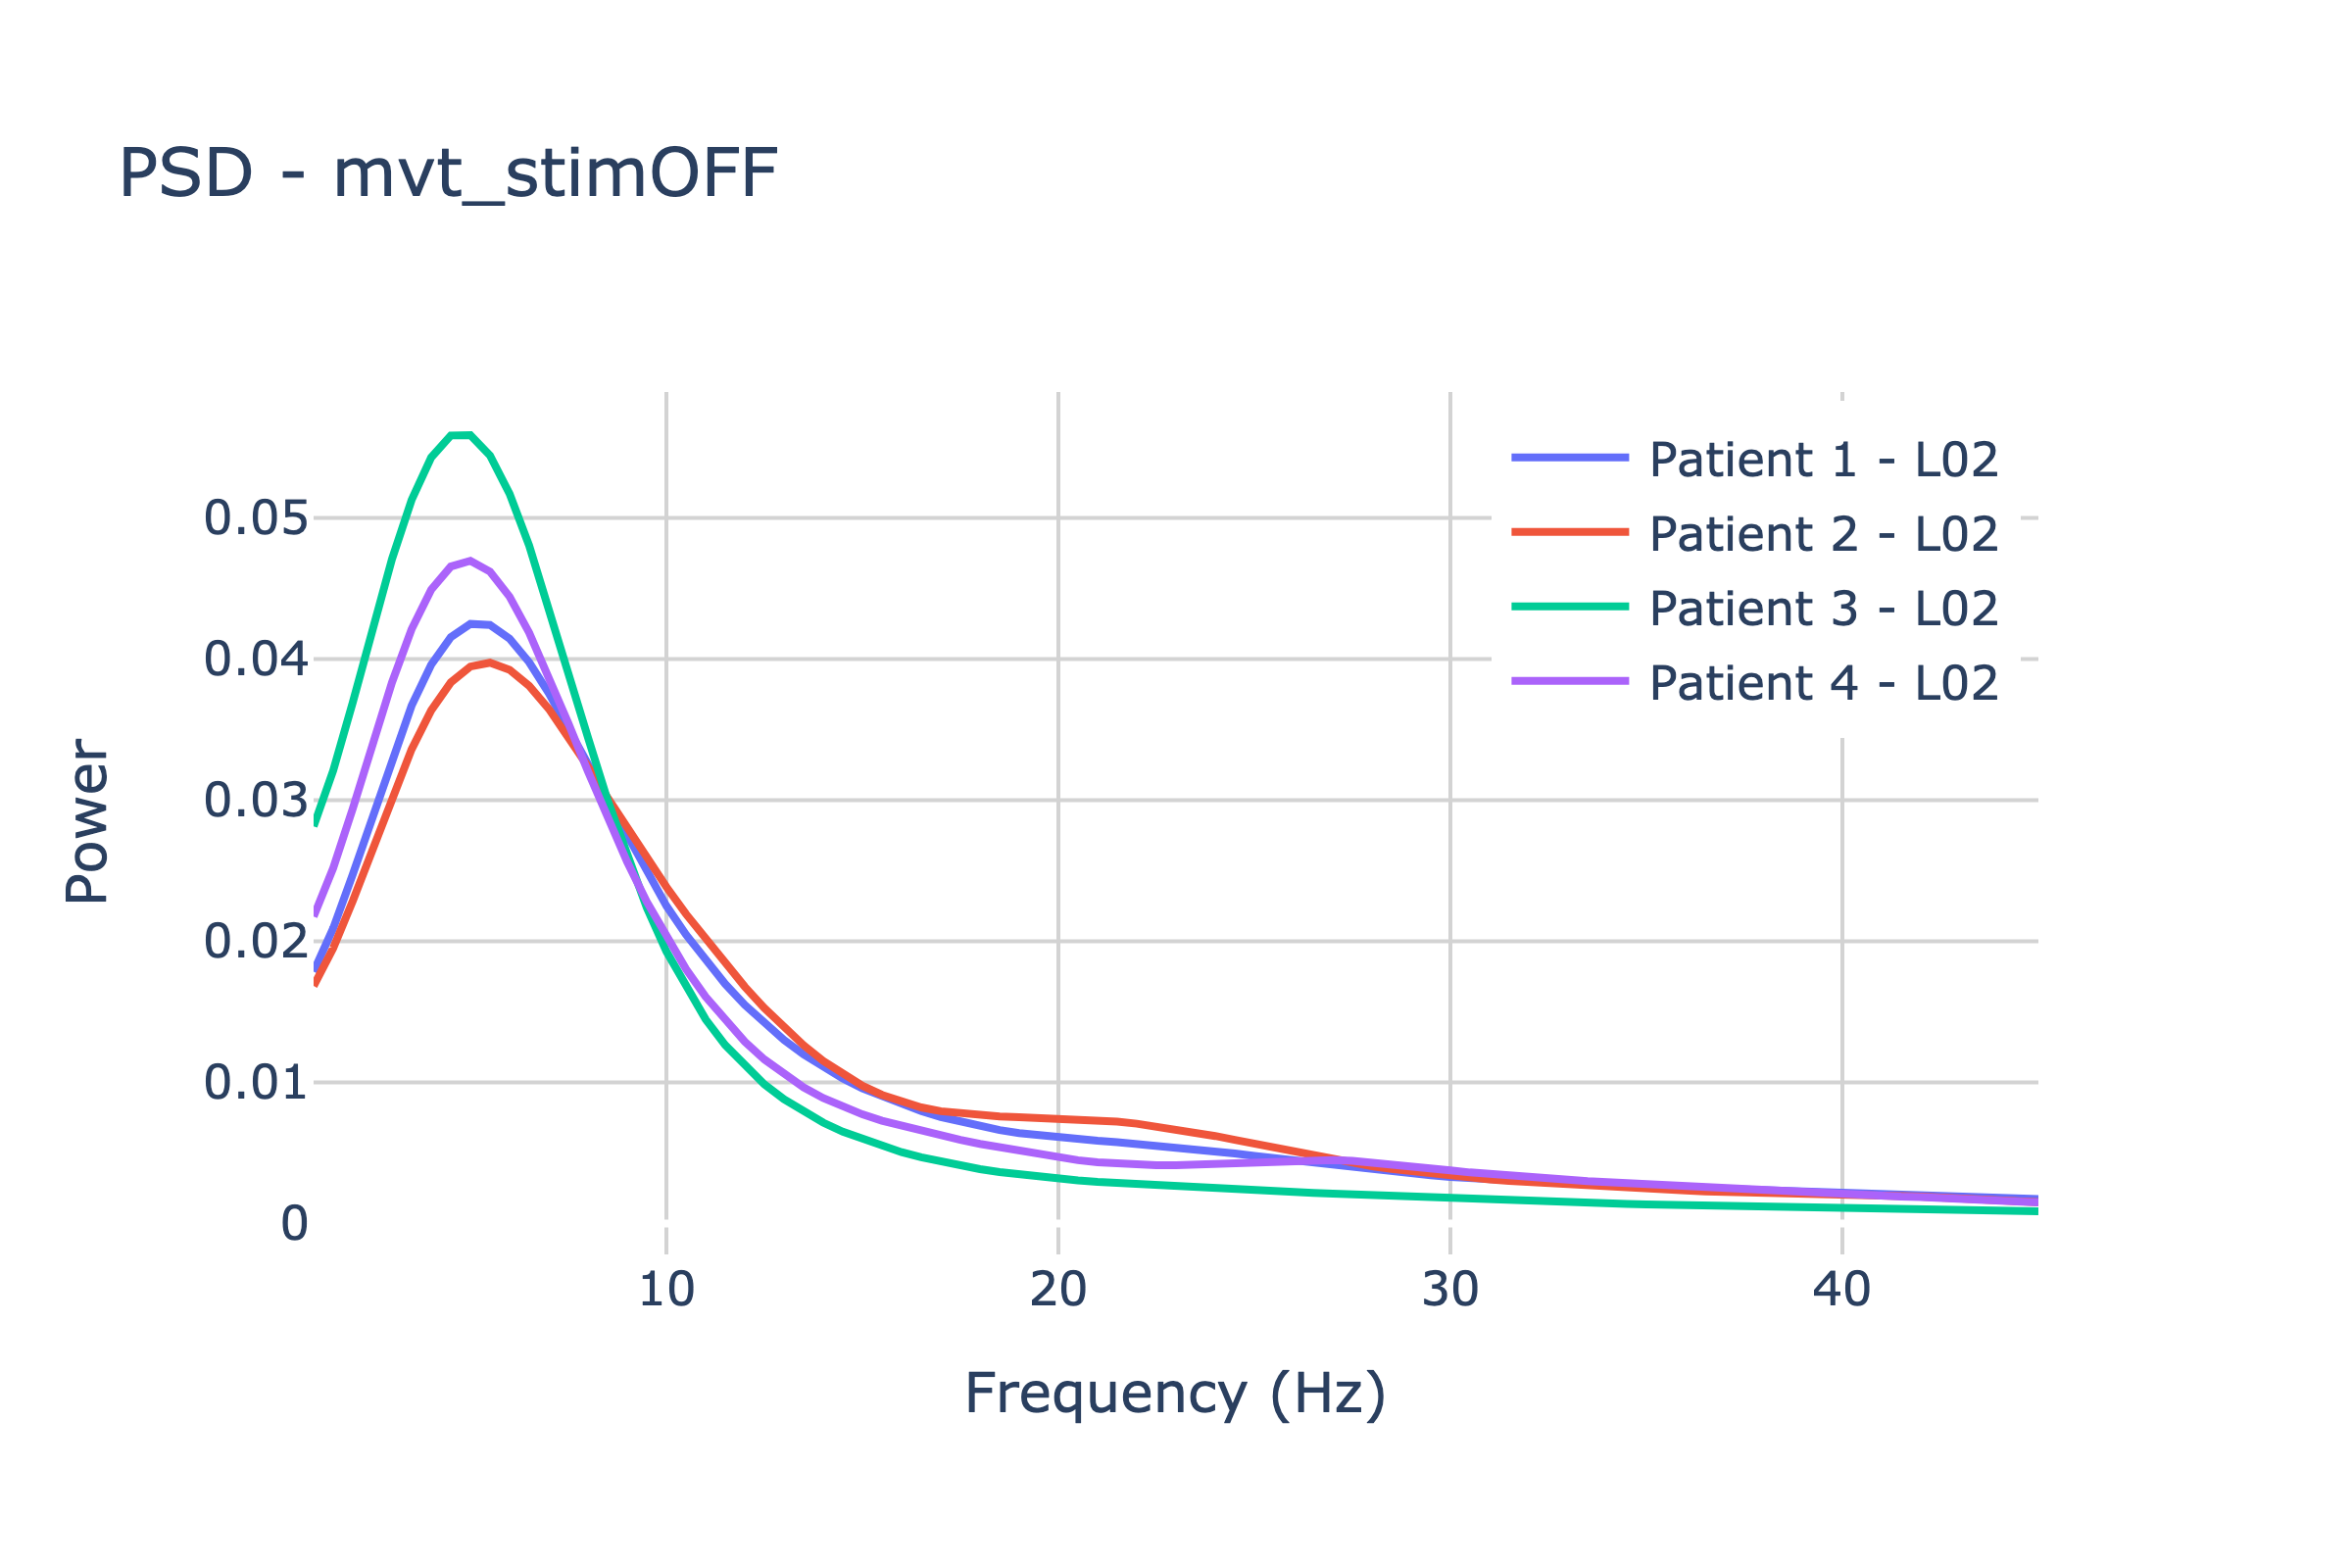 PSD - mvt_stimOFF
Patient 1 - L02
Patient 2 - L02
Patient 3 - L02
Patient 4 - L02
0.05
0.04
0.03
0.02
0.01
0
Power
10 20 30 40
Frequency (Hz)